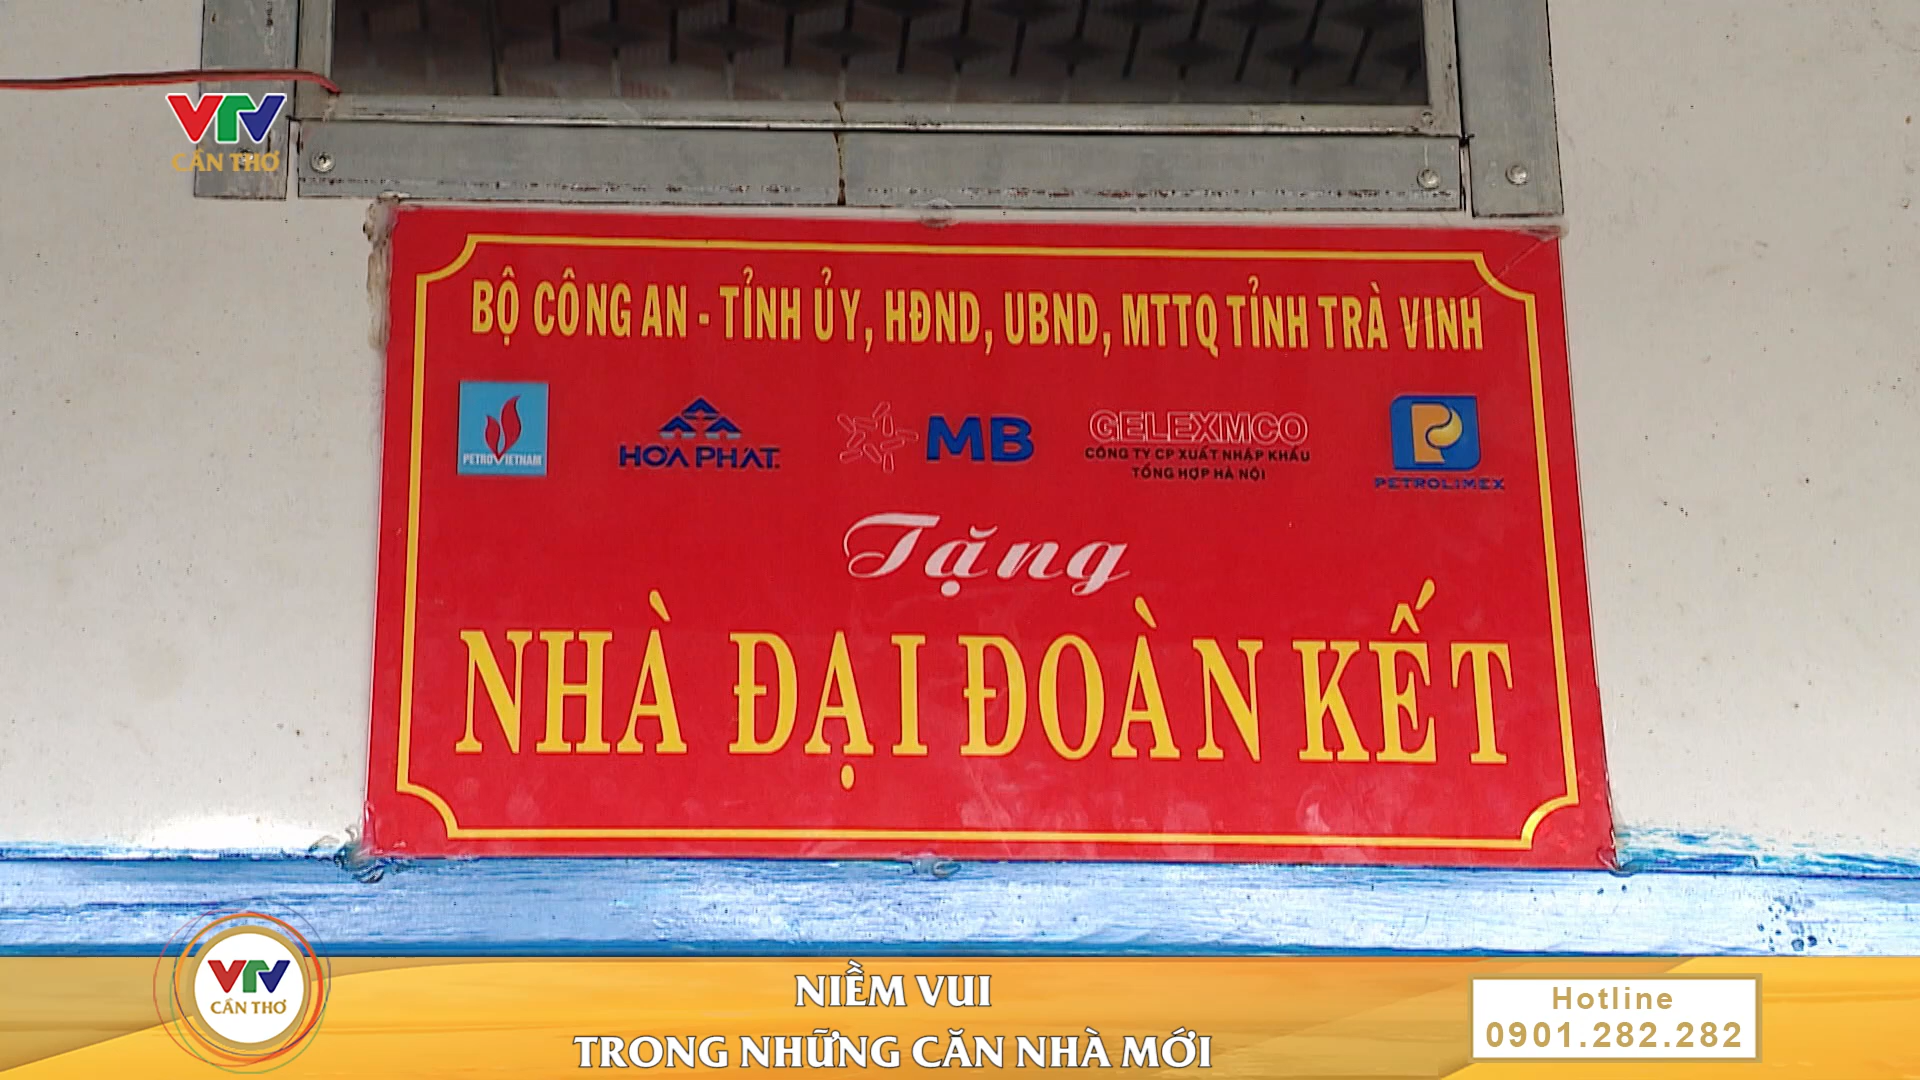 VTV
CẦN THƠ
BỘ CÔNG AN - TỈNH ỦY, HĐND, UBND, MTTQ TỈNH TRÀ VINH
PETROVIETNAM
HÒA PHÁT
MB
GELEXMCO
CÔNG TY CP XUẤT NHẬP KHẨU
TỔNG HỢP HÀ NỘI
PETROLIMEX
Tặng
NHÀ ĐẠI ĐOÀN KẾT
VTV
CẦN THƠ
NIỀM VUI
TRONG NHỮNG CĂN NHÀ MỚI
Hotline
0901.282.282